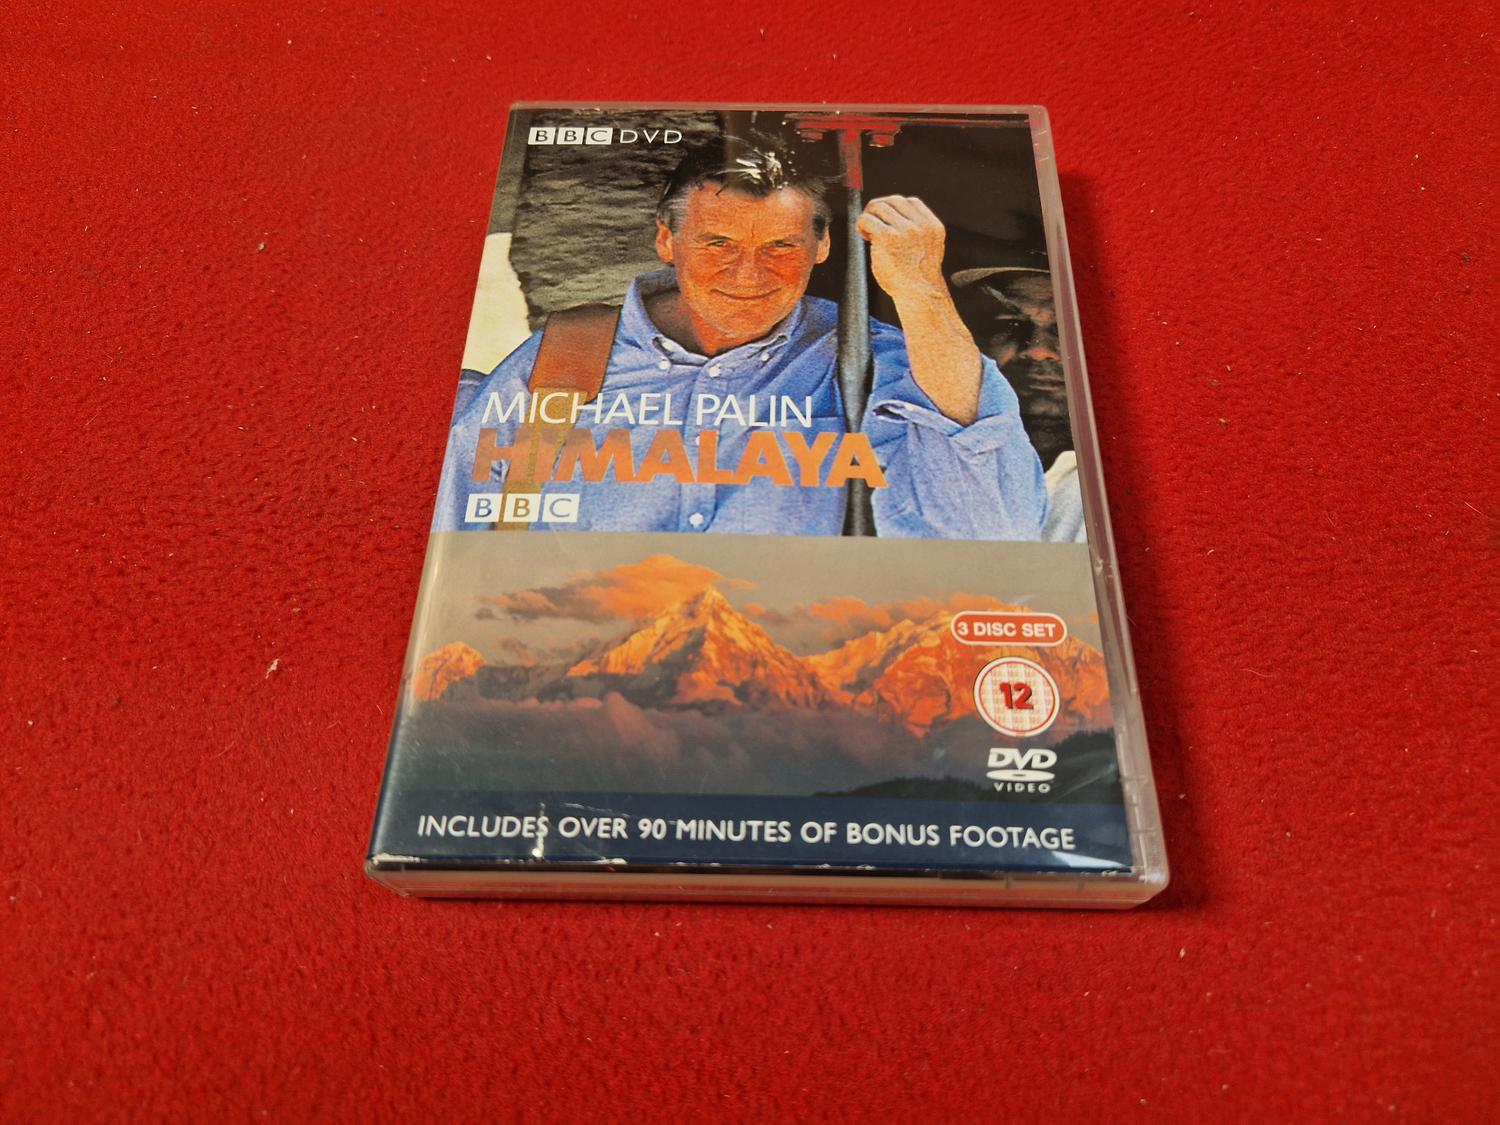 BBC DVD
MICHAEL PALIN
HIMALAYA
BBC
3 DISC SET
12
DVD
VIDEO
INCLUDES OVER 90 MINUTES OF BONUS FOOTAGE